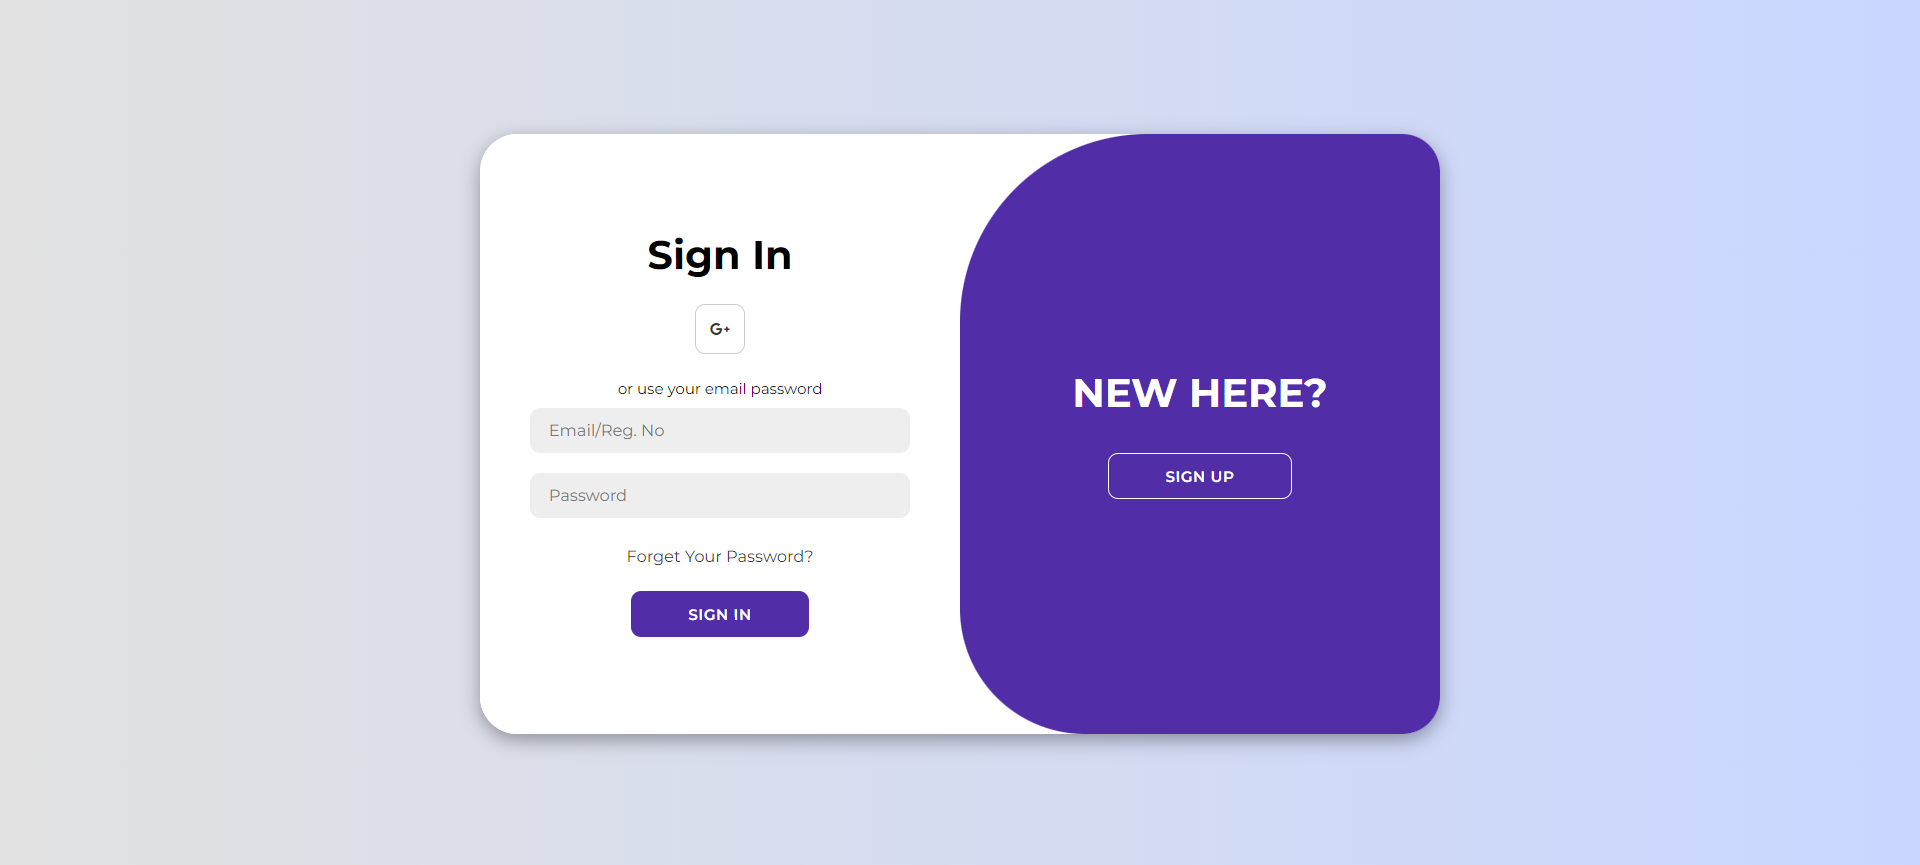 Sign In
G+
or use your email password
Email/Reg. No
Password
Forget Your Password?
SIGN IN
NEW HERE?
SIGN UP